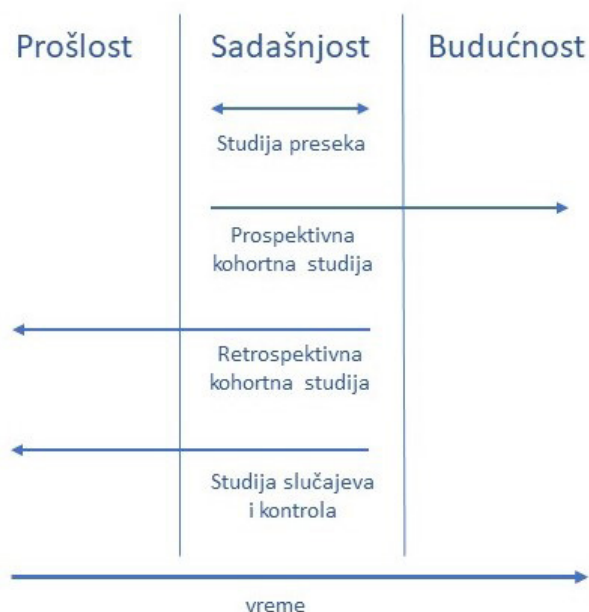 Prošlost Sadašnjost Budućnost
Studija preseka
Prospektivna
kohortna studija
Retrospektivna
kohortna studija
Studija slučajeva
i kontrola
vreme